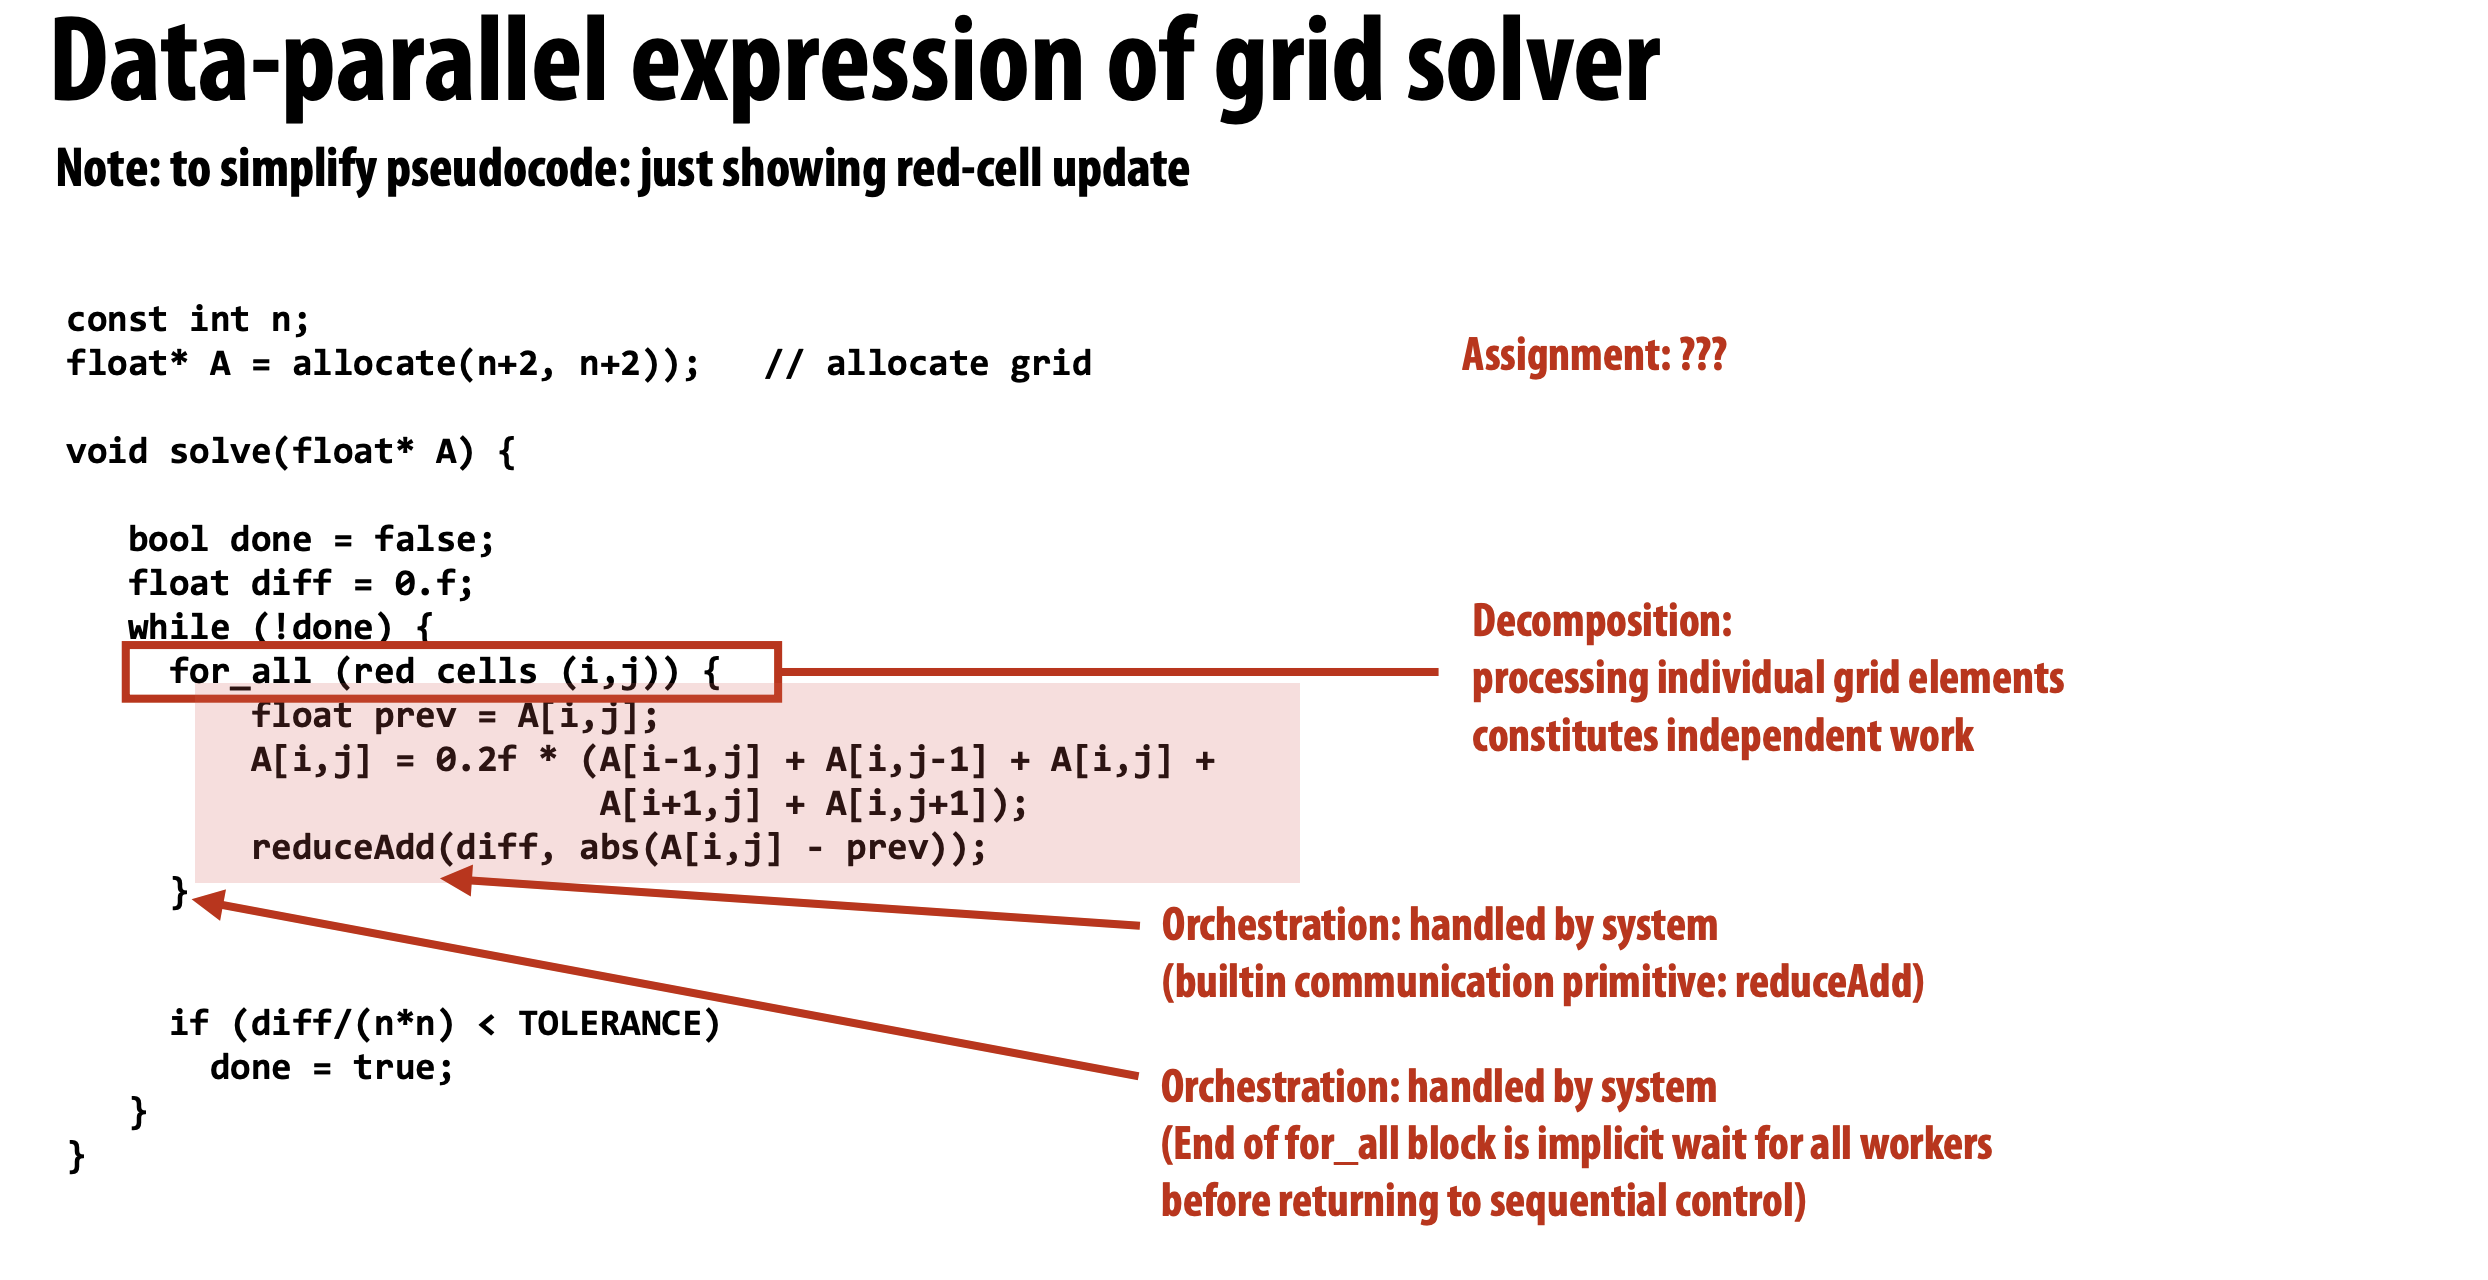 Data-parallel expression of grid solver
Note: to simplify pseudocode: just showing red-cell update
const int n;
float* A = allocate(n+2, n+2));   // allocate grid
void solve(float* A) {
bool done = false;
float diff = 0.f;
while (!done) {
for_all (red cells (i,j)) {
float prev = A[i,j];
A[i,j] = 0.2f * (A[i-1,j] + A[i,j-1] + A[i,j] +
A[i+1,j] + A[i,j+1]);
reduceAdd(diff, abs(A[i,j] - prev));
}
if (diff/(n*n) < TOLERANCE)
done = true;
}
}
Assignment: ???
Decomposition:
processing individual grid elements
constitutes independent work
Orchestration: handled by system
(builtin communication primitive: reduceAdd)
Orchestration: handled by system
(End of for_all block is implicit wait for all workers
before returning to sequential control)